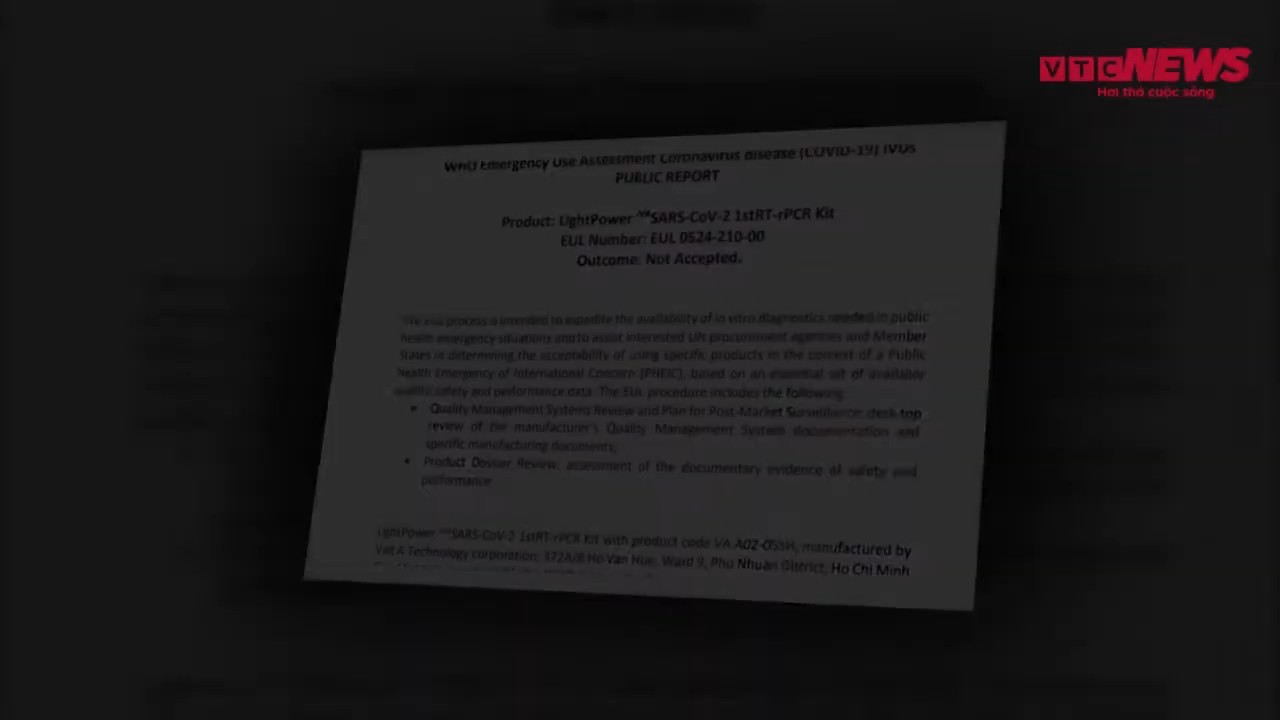 VTC NEWS
Hơi thở cuộc sống
WHO Emergency Use Assessment Coronavirus disease (COVID-19) IVDs
PUBLIC REPORT
Product: LightPower iVASARS-CoV-2 1stRT-rPCR Kit
EUL Number: EUL 0524-210-00
Outcome: Not Accepted.
The EUL process is intended to expedite the availability of in vitro diagnostics needed in public
health emergency situations and to assist interested UN procurement agencies and Member
States in determining the acceptability of using specific products in the context of a Public
Health Emergency of International Concern (PHEIC), based on an essential set of available
quality, safety and performance data. The EUL procedure includes the following:
• Quality Management Systems Review and Plan for Post-Market Surveillance: desk-top
review of the manufacturer's Quality Management System documentation and
specific manufacturing documents;
• Product Dossier Review: assessment of the documentary evidence of safety and
performance.
LightPower iVASARS-CoV-2 1stRT-rPCR Kit with product code VA.A02-055H, manufactured by
Viet A Technology corporation, 372A/8 Ho Van Hue, Ward 9, Phu Nhuan District, Ho Chi Minh